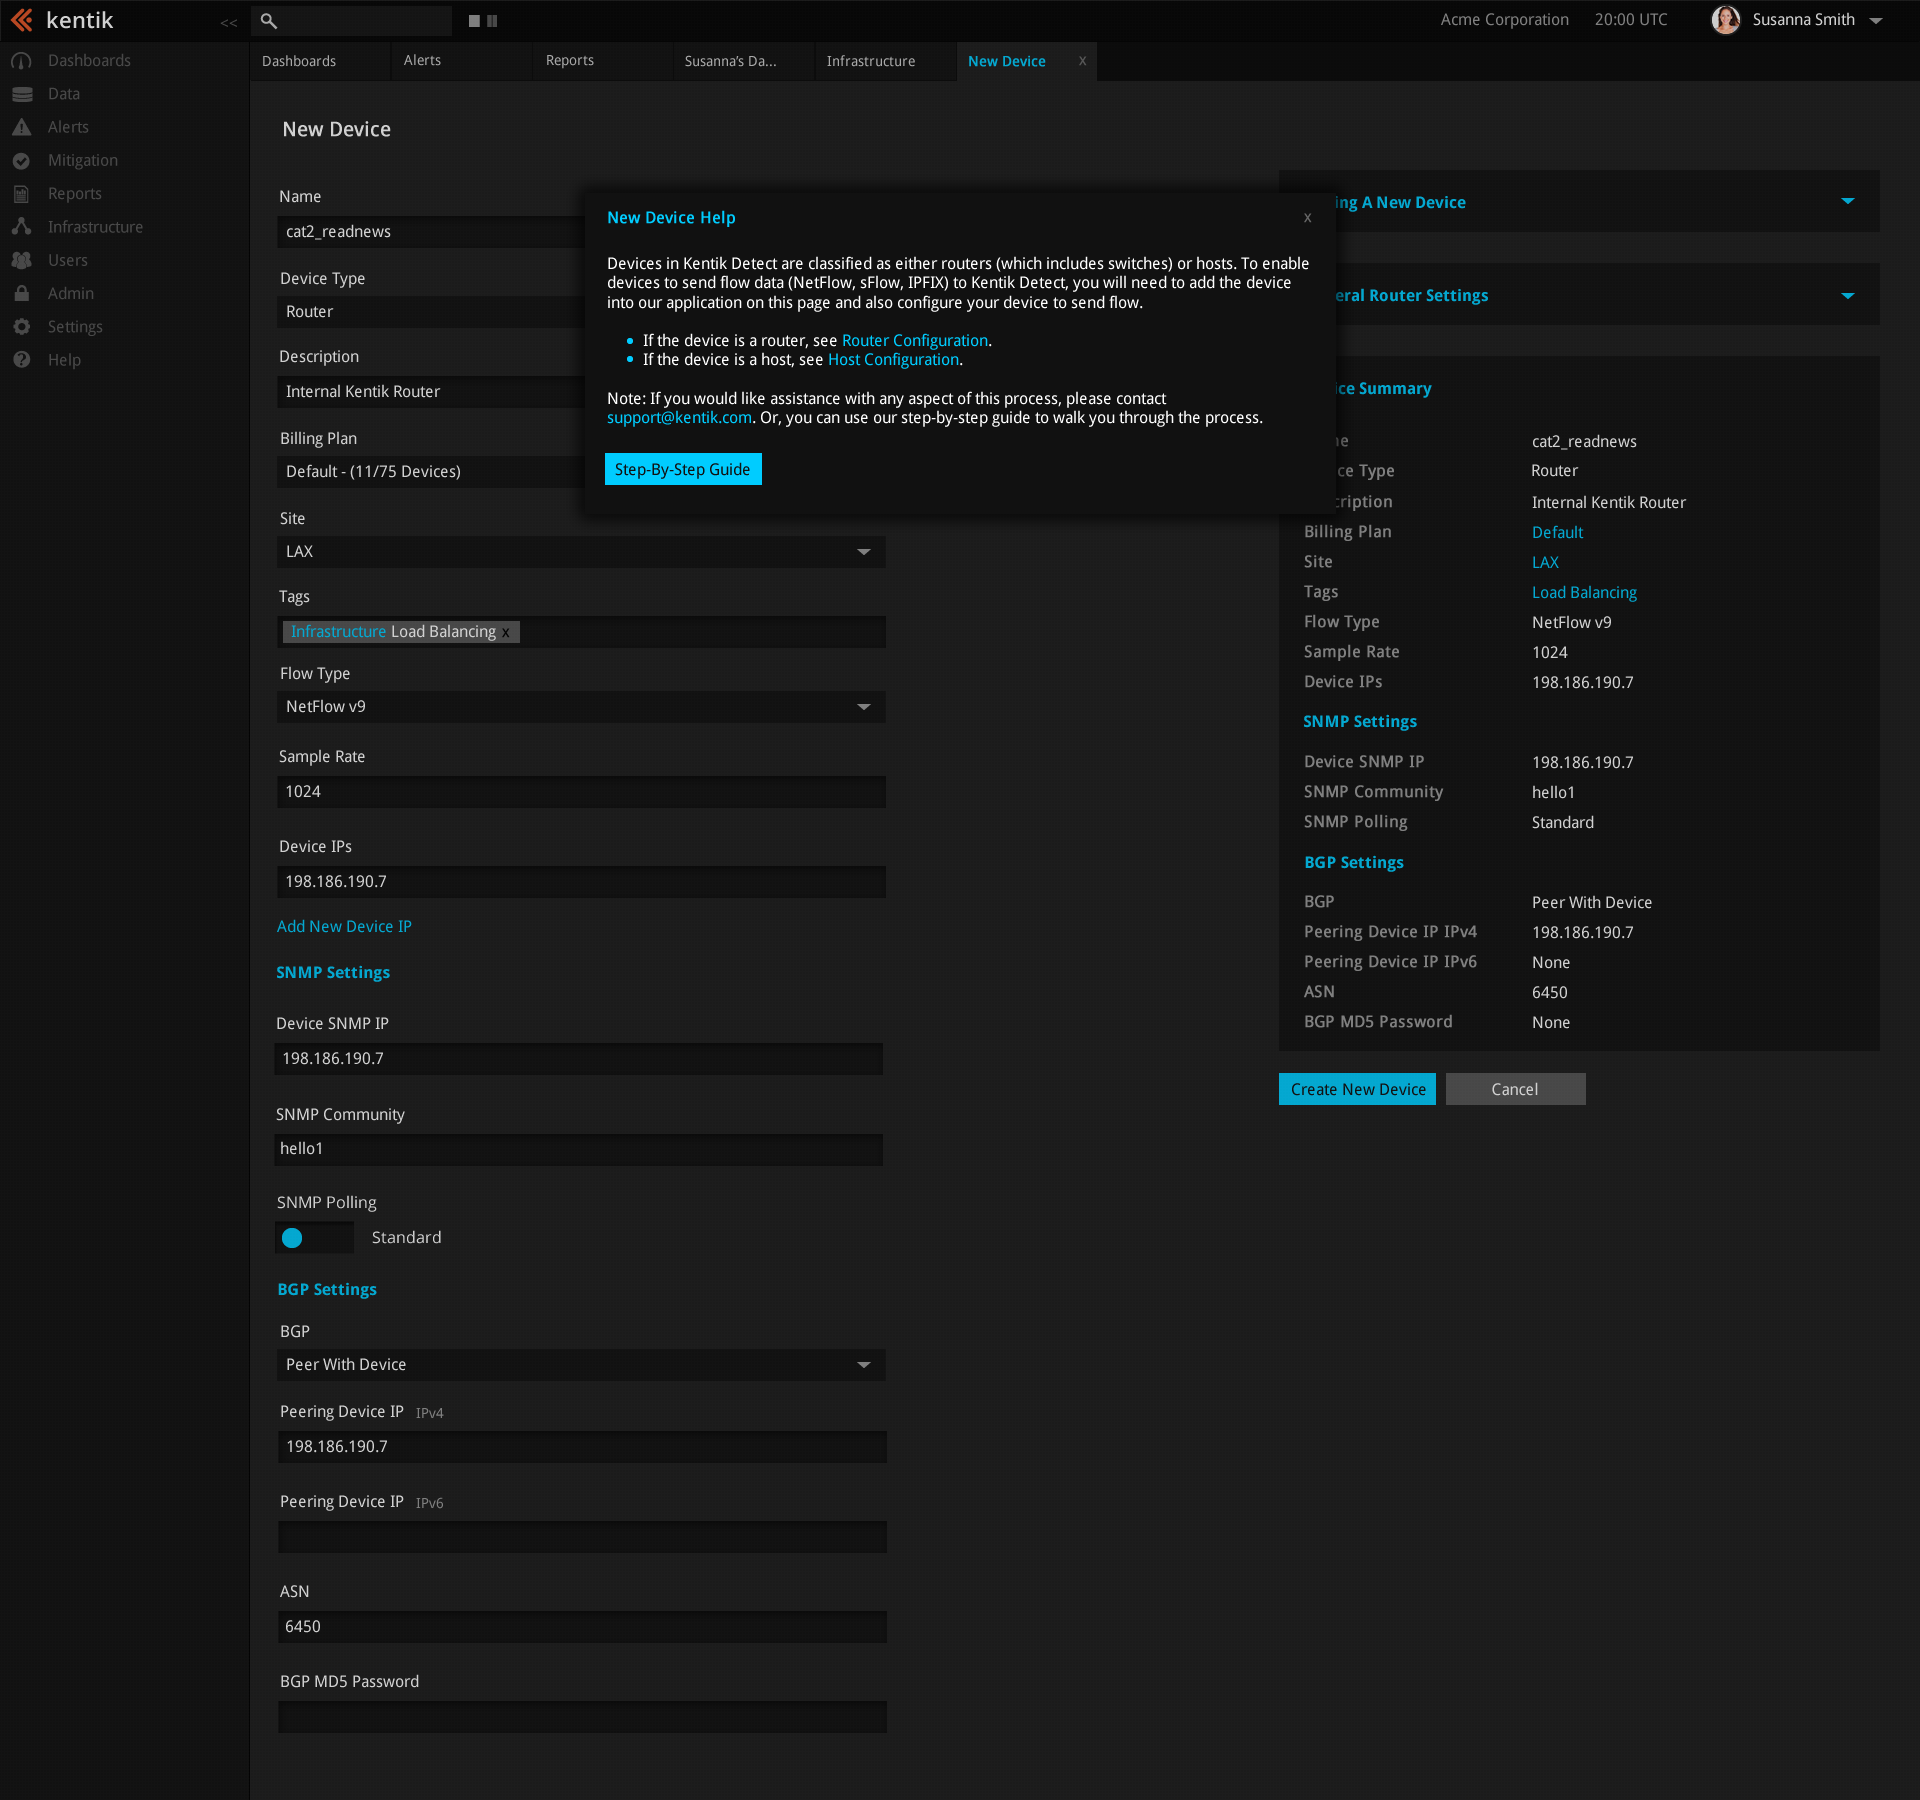 kentik
<<
Acme Corporation
20:00 UTC
Susanna Smith
Dashboards
Data
Alerts
Mitigation
Reports
Infrastructure
Users
Admin
Settings
Help
Dashboards
Alerts
Reports
Susanna's Da...
Infrastructure
New Device
x
New Device
Name
cat2_readnews
Device Type
Router
Description
Internal Kentik Router
Billing Plan
Default - (11/75 Devices)
Site
LAX
Tags
Infrastructure Load Balancing x
Flow Type
NetFlow v9
Sample Rate
1024
Device IPs
198.186.190.7
Add New Device IP
SNMP Settings
Device SNMP IP
198.186.190.7
SNMP Community
hello1
SNMP Polling
Standard
BGP Settings
BGP
Peer With Device
Peering Device IP IPv4
198.186.190.7
Peering Device IP IPv6
ASN
6450
BGP MD5 Password
New Device Help
x
Devices in Kentik Detect are classified as either routers (which includes switches) or hosts. To enable
devices to send flow data (NetFlow, sFlow, IPFIX) to Kentik Detect, you will need to add the device
into our application on this page and also configure your device to send flow.
If the device is a router, see Router Configuration.
If the device is a host, see Host Configuration.
Note: If you would like assistance with any aspect of this process, please contact
support@kentik.com. Or, you can use our step-by-step guide to walk you through the process.
Step-By-Step Guide
A New Device
Router Settings
Summary
cat2_readnews
Type
Router
Internal Kentik Router
Billing Plan
Default
Site
LAX
Tags
Load Balancing
Flow Type
NetFlow v9
Sample Rate
1024
Device IPs
198.186.190.7
SNMP Settings
Device SNMP IP
198.186.190.7
SNMP Community
hello1
SNMP Polling
Standard
BGP Settings
BGP
Peer With Device
Peering Device IP IPv4
198.186.190.7
Peering Device IP IPv6
None
ASN
6450
BGP MD5 Password
None
Create New Device
Cancel